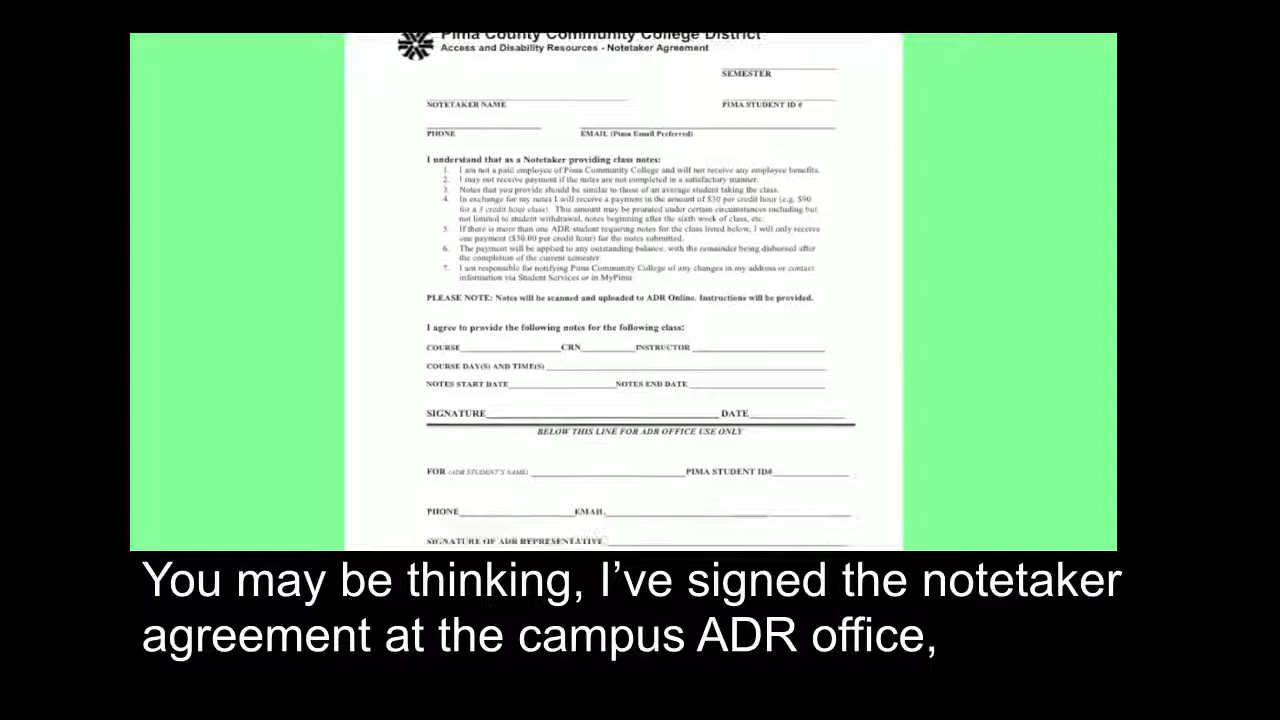 Pima County Community College District
Access and Disability Resources - Notetaker Agreement
SEMESTER
NOTETAKER NAME
PIMA STUDENT ID #
PHONE
EMAIL (Pima Email Preferred)
I understand that as a Notetaker providing class notes:
1. I am not a paid employee of Pima Community College and will not receive any employee benefits.
2. I may not receive payment if the notes are not completed in a satisfactory manner.
3. Notes that you provide should be similar to those of an average student taking the class.
4. In exchange for my notes I will receive a payment in the amount of $30 per credit hour (e.g. $90
for a 3 credit hour class). This amount may be prorated under certain circumstances including but
not limited to student withdrawal, notes beginning after the sixth week of class, etc.
5. If there is more than one ADR student requiring notes for the class listed below, I will only receive
one payment ($30.00 per credit hour) for the notes submitted.
6. The payment will be applied to any outstanding balance, with the remainder being disbursed after
the completion of the current semester.
7. I am responsible for notifying Pima Community College of any changes in my address or contact
information via Student Services or in MyPima.
PLEASE NOTE: Notes will be scanned and uploaded to ADR Online. Instructions will be provided.
I agree to provide the following notes for the following class:
COURSE CRN INSTRUCTOR
COURSE DAY(S) AND TIME(S)
NOTES START DATE NOTES END DATE
SIGNATURE DATE
BELOW THIS LINE FOR ADR OFFICE USE ONLY
FOR (ADR STUDENT'S NAME) PIMA STUDENT ID#
PHONE EMAIL
SIGNATURE OF ADR REPRESENTATIVE
You may be thinking, I've signed the notetaker
agreement at the campus ADR office,